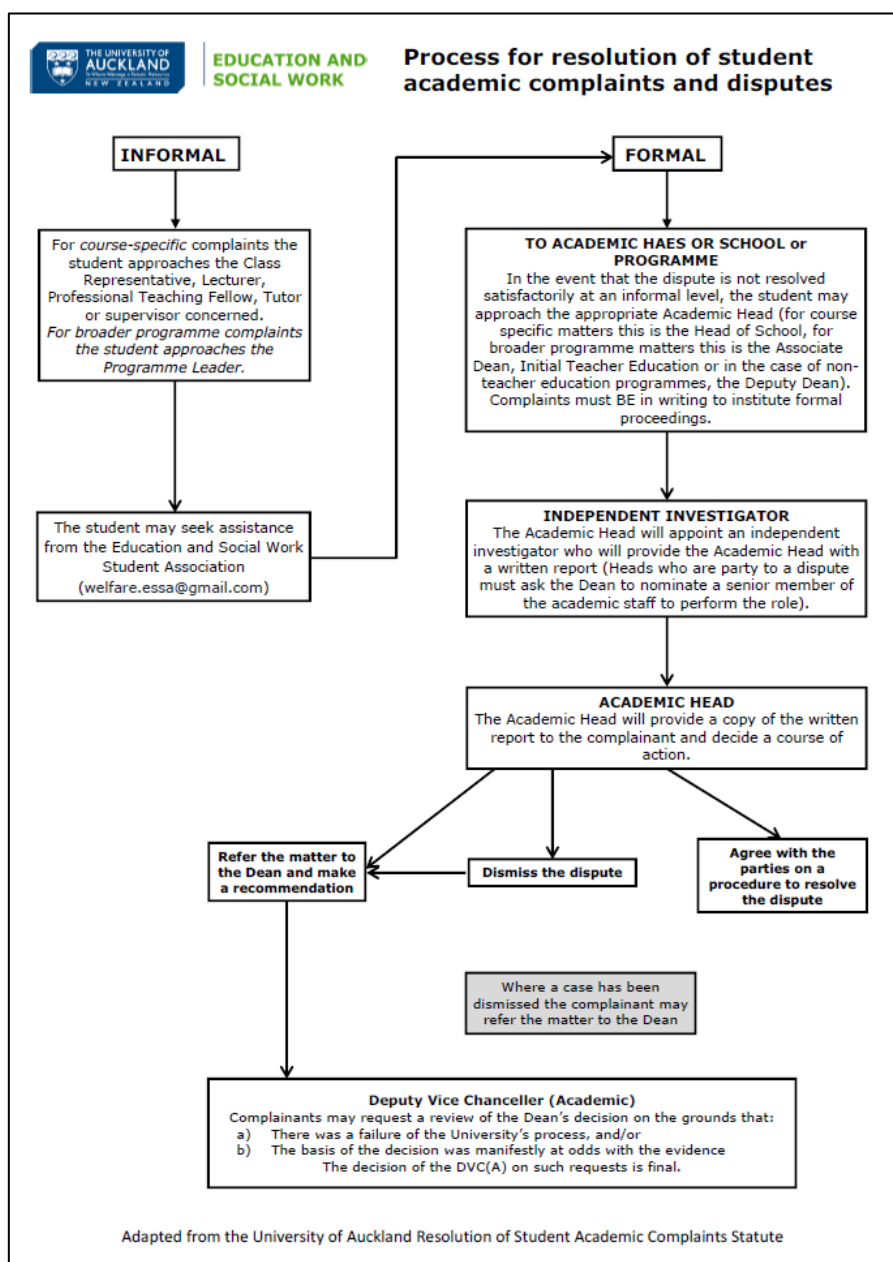 THE UNIVERSITY OF
AUCKLAND
NEW ZEALAND
EDUCATION AND
SOCIAL WORK
Process for resolution of student
academic complaints and disputes
INFORMAL
For course-specific complaints the
student approaches the Class
Representative, Lecturer,
Professional Teaching Fellow, Tutor
or supervisor concerned.
For broader programme complaints
the student approaches the
Programme Leader.
The student may seek assistance
from the Education and Social Work
Student Association
(welfare.essa@gmail.com)
FORMAL
TO ACADEMIC HAES OR SCHOOL or
PROGRAMME
In the event that the dispute is not resolved
satisfactorily at an informal level, the student may
approach the appropriate Academic Head (for course
specific matters this is the Head of School, for
broader programme matters this is the Associate
Dean, Initial Teacher Education or in the case of non-
teacher education programmes, the Deputy Dean).
Complaints must BE in writing to institute formal
proceedings.
INDEPENDENT INVESTIGATOR
The Academic Head will appoint an independent
investigator who will provide the Academic Head with
a written report (Heads who are party to a dispute
must ask the Dean to nominate a senior member of
the academic staff to perform the role).
ACADEMIC HEAD
The Academic Head will provide a copy of the written
report to the complainant and decide a course of
action.
Refer the matter to
the Dean and make
a recommendation
Dismiss the dispute
Agree with the
parties on a
procedure to resolve
the dispute
Where a case has been
dismissed the complainant may
refer the matter to the Dean
Deputy Vice Chanceller (Academic)
Complainants may request a review of the Dean's decision on the grounds that:
a) There was a failure of the University's process, and/or
b) The basis of the decision was manifestly at odds with the evidence
The decision of the DVC(A) on such requests is final.
Adapted from the University of Auckland Resolution of Student Academic Complaints Statute